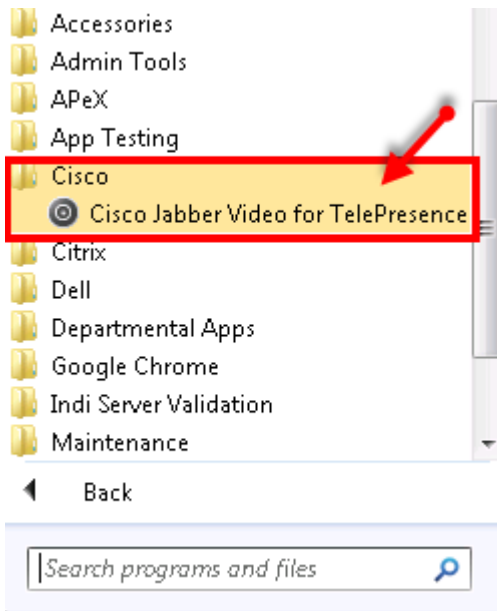 Accessories
Admin Tools
APeX
App Testing
Cisco
Cisco Jabber Video for TelePresence
Citrix
Dell
Departmental Apps
Google Chrome
Indi Server Validation
Maintenance
Back
Search programs and files